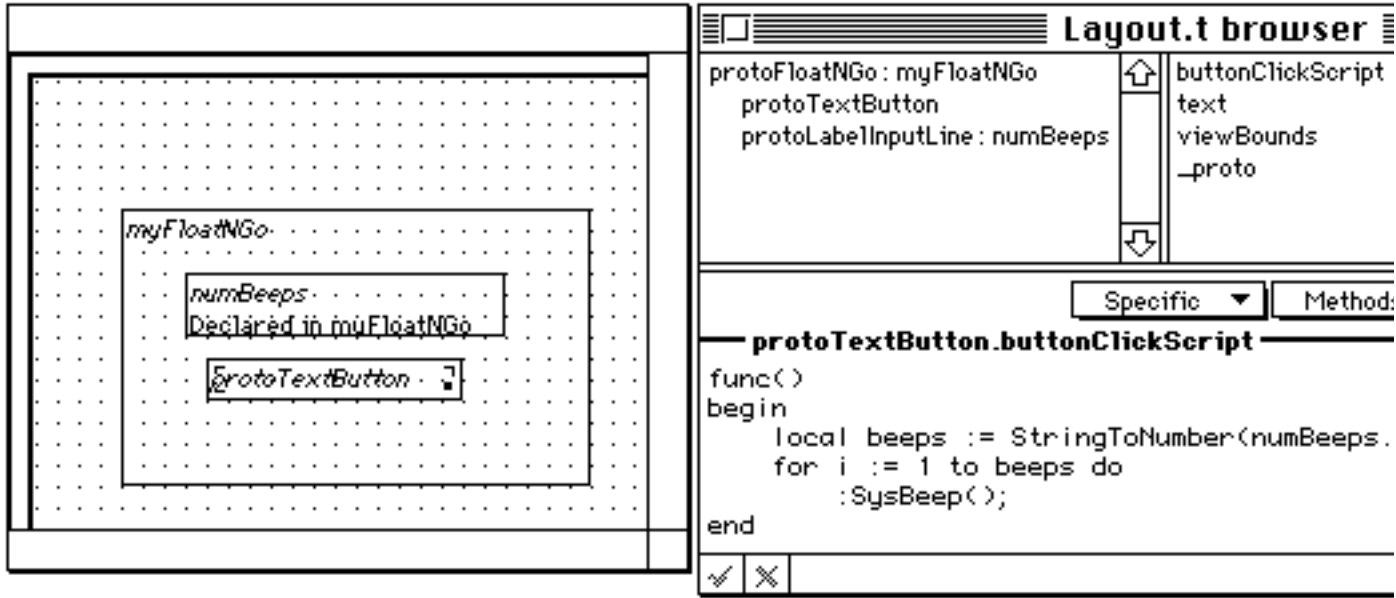 myFloatNGo
numBeeps
Declared in myFloatNGo
protoTextButton
Layout.t browser
protoFloatNGo : myFloatNGo
protoTextButton
protoLabelInputLine : numBeeps
buttonClickScript
text
viewBounds
_proto
Specific
Methods
protoTextButton.buttonClickScript
func()
begin
local beeps := StringToNumber(numBeeps.
for i := 1 to beeps do
:SysBeep();
end